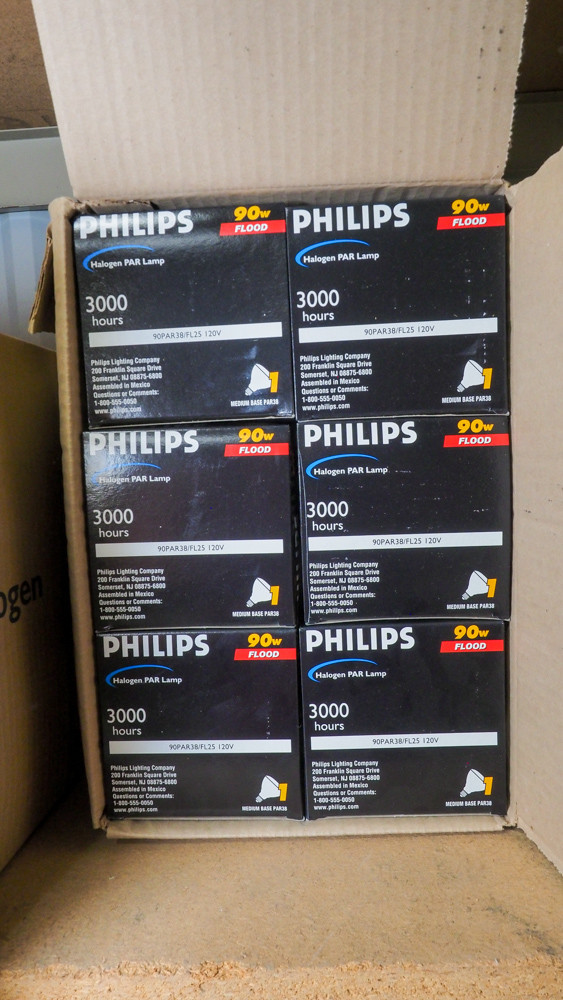 PHILIPS
90w
FLOOD
Halogen PAR Lamp
3000
hours
90PAR38/FL25 120V
Philips Lighting Company
200 Franklin Square Drive
Somerset, NJ 08875-6800
Assembled in Mexico
Questions or Comments:
1-800-555-0050
www.philips.com
1
MEDIUM BASE PAR38
PHILIPS
90w
FLOOD
Halogen PAR Lamp
3000
hours
90PAR38/FL25 120V
Philips Lighting Company
200 Franklin Square Drive
Somerset, NJ 08875-6800
Assembled in Mexico
Questions or Comments:
1-800-555-0050
www.philips.com
1
MEDIUM BASE PAR38
PHILIPS
90w
FLOOD
Halogen PAR Lamp
3000
hours
90PAR38/FL25 120V
Philips Lighting Company
200 Franklin Square Drive
Somerset, NJ 08875-6800
Assembled in Mexico
Questions or Comments:
1-800-555-0050
www.philips.com
1
MEDIUM BASE PAR38
PHILIPS
90w
FLOOD
Halogen PAR Lamp
3000
hours
90PAR38/FL25 120V
Philips Lighting Company
200 Franklin Square Drive
Somerset, NJ 08875-6800
Assembled in Mexico
Questions or Comments:
1-800-555-0050
www.philips.com
1
MEDIUM BASE PAR38
PHILIPS
90w
FLOOD
Halogen PAR Lamp
3000
hours
90PAR38/FL25 120V
Philips Lighting Company
200 Franklin Square Drive
Somerset, NJ 08875-6800
Assembled in Mexico
Questions or Comments:
1-800-555-0050
www.philips.com
1
MEDIUM BASE PAR38
PHILIPS
90w
FLOOD
Halogen PAR Lamp
3000
hours
90PAR38/FL25 120V
Philips Lighting Company
200 Franklin Square Drive
Somerset, NJ 08875-6800
Assembled in Mexico
Questions or Comments:
1-800-555-0050
www.philips.com
1
MEDIUM BASE PAR38
ogen